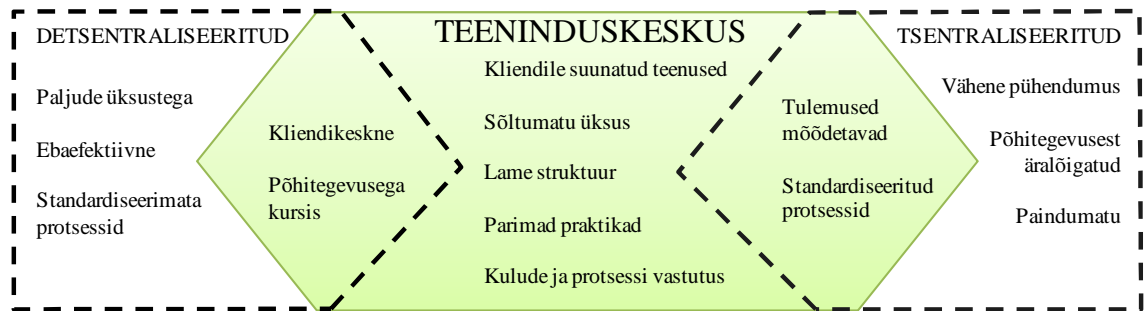 DETSENTRALISEERITUD
Paljude üksustega
Ebaefektiivne
Standardiseerimata
protsessid
Kliendikeskne
Põhitegevusega
kursis
TEENINDUSKESKUS
Kliendile suunatud teenused
Sõltumatu üksus
Lame struktuur
Parimad praktikad
Kulude ja protsessi vastutus
Tulemused
mõõdetavad
Standardiseeritud
protsessid
TSENTRALISEERITUD
Vähene pühendumus
Põhitegevusest
äralõigatud
Paindumatu